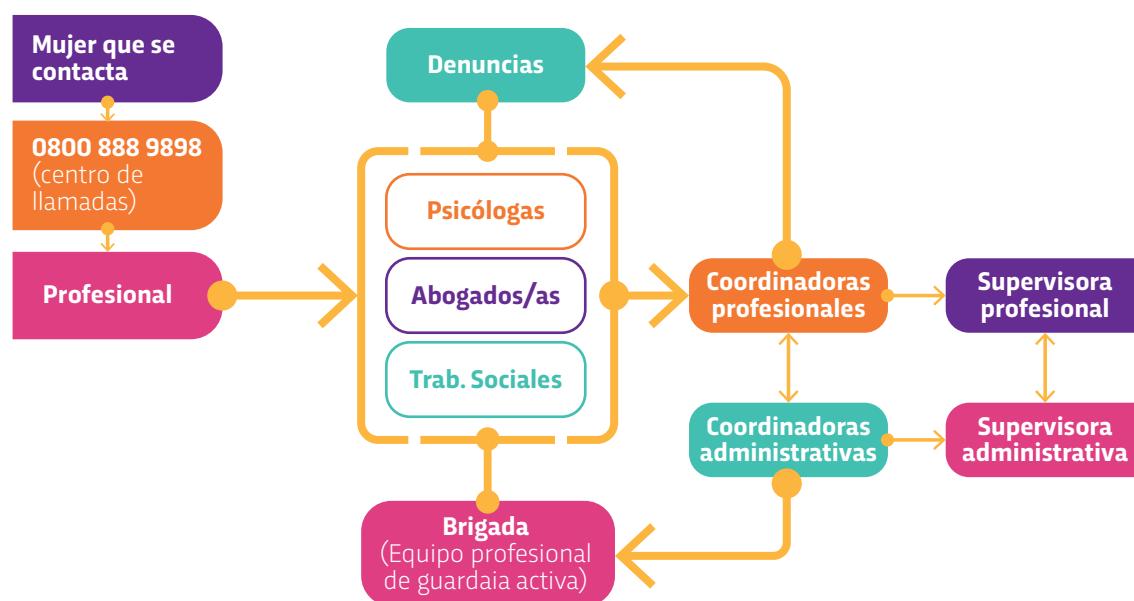 Mujer que se
contacta
0800 888 9898
(centro de
llamadas)
Profesional
Denuncias
Psicólogas
Abogados/as
Trab. Sociales
Brigada
(Equipo profesional
de guardaia activa)
Coordinadoras
profesionales
Supervisora
profesional
Coordinadoras
administrativas
Supervisora
administrativa